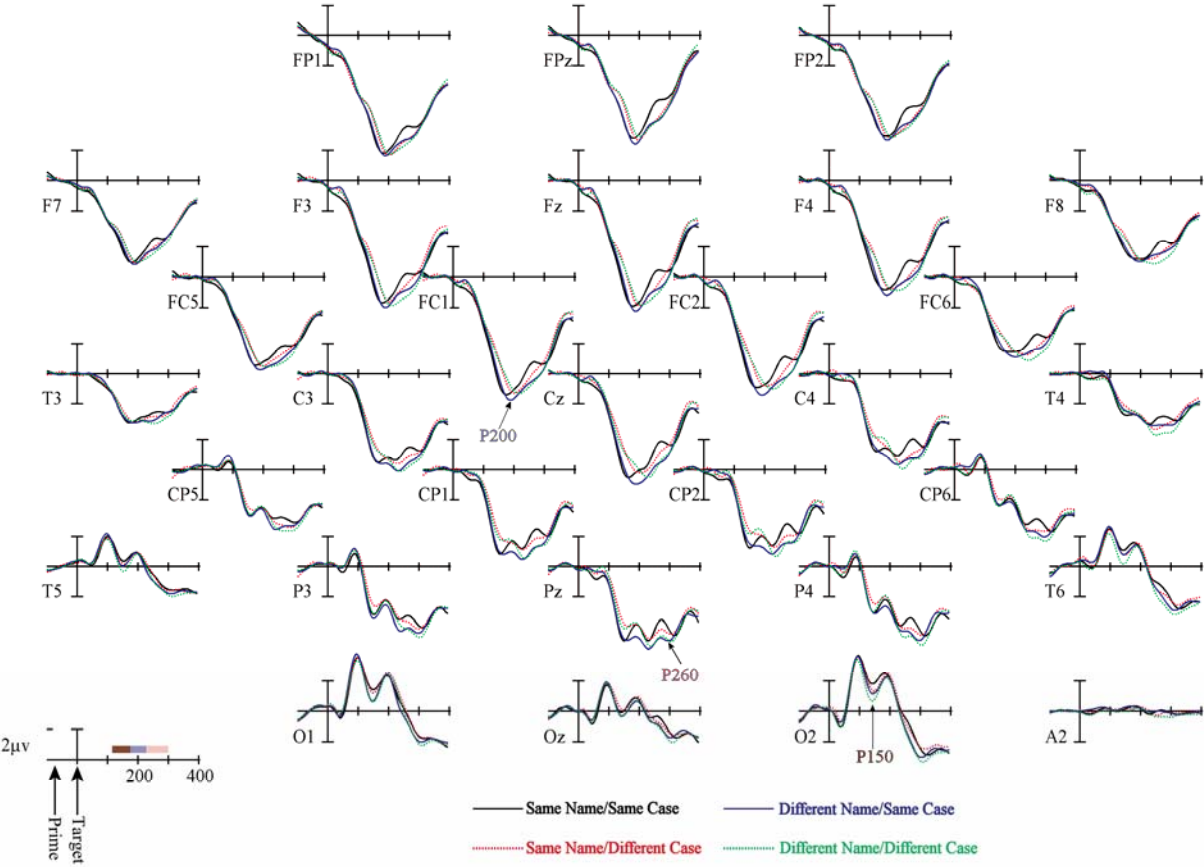 FP1 FPz FP2
F7 F3 Fz F4 F8
FC5 FC1 FC2 FC6
T3 C3 Cz C4 T4
P200
CP5 CP1 CP2 CP6
T5 P3 Pz P4 T6
P260
O1 Oz O2 A2
2μv
P150
200 400
Prime
Target
Same Name/Same Case
Different Name/Same Case
Same Name/Different Case
Different Name/Different Case